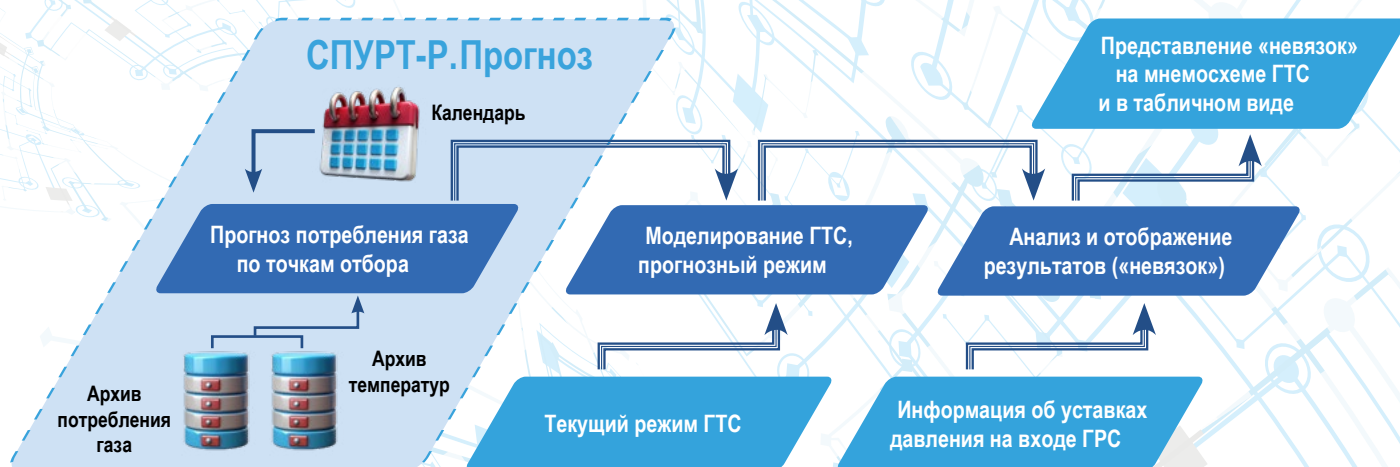 СПУРТ-Р.Прогноз
Календарь
Прогноз потребления газа
по точкам отбора
Архив
потребления
газа
Архив
температур
Моделирование ГТС,
прогнозный режим
Текущий режим ГТС
Анализ и отображение
результатов («невязок»)
Информация об уставках
давления на входе ГРС
Представление «невязок»
на мнемосхеме ГТС
и в табличном виде